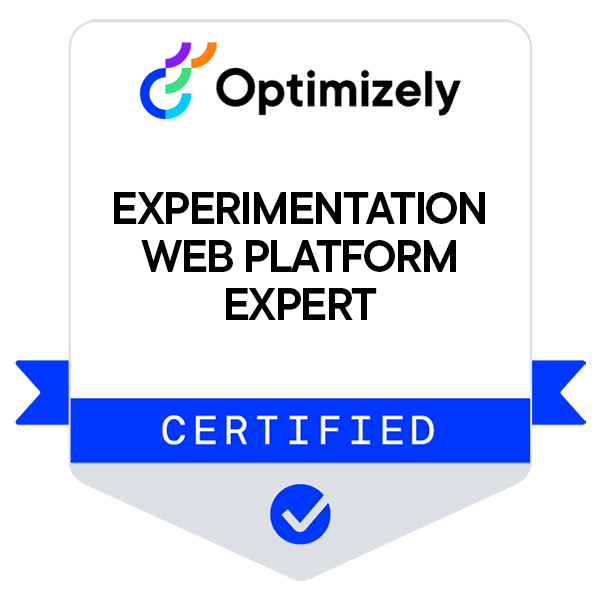 Optimizely
EXPERIMENTATION
WEB PLATFORM
EXPERT
CERTIFIED